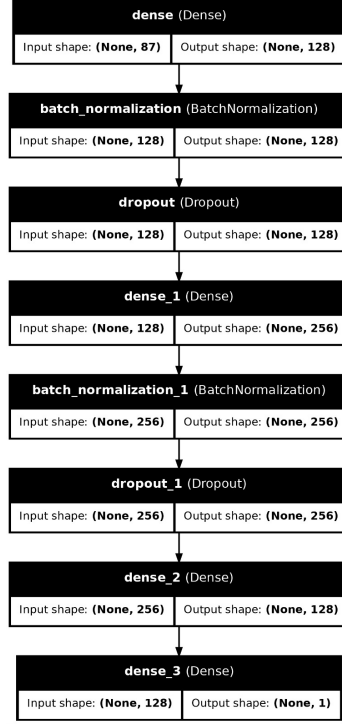 dense (Dense)
Input shape: (None, 87) Output shape: (None, 128)
batch_normalization (BatchNormalization)
Input shape: (None, 128) Output shape: (None, 128)
dropout (Dropout)
Input shape: (None, 128) Output shape: (None, 128)
dense_1 (Dense)
Input shape: (None, 128) Output shape: (None, 256)
batch_normalization_1 (BatchNormalization)
Input shape: (None, 256) Output shape: (None, 256)
dropout_1 (Dropout)
Input shape: (None, 256) Output shape: (None, 256)
dense_2 (Dense)
Input shape: (None, 256) Output shape: (None, 128)
dense_3 (Dense)
Input shape: (None, 128) Output shape: (None, 1)